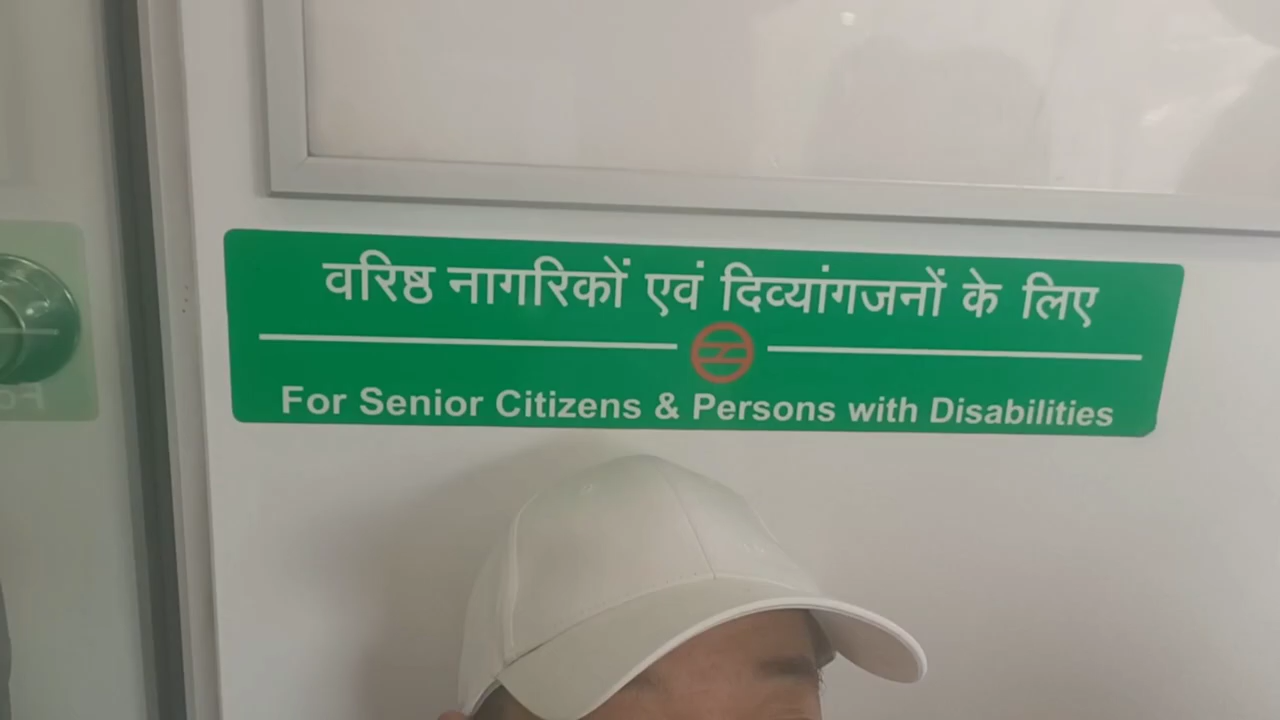 वरिष्ठ नागरिकों एवं दिव्यांगजनों के लिए
For Senior Citizens & Persons with Disabilities